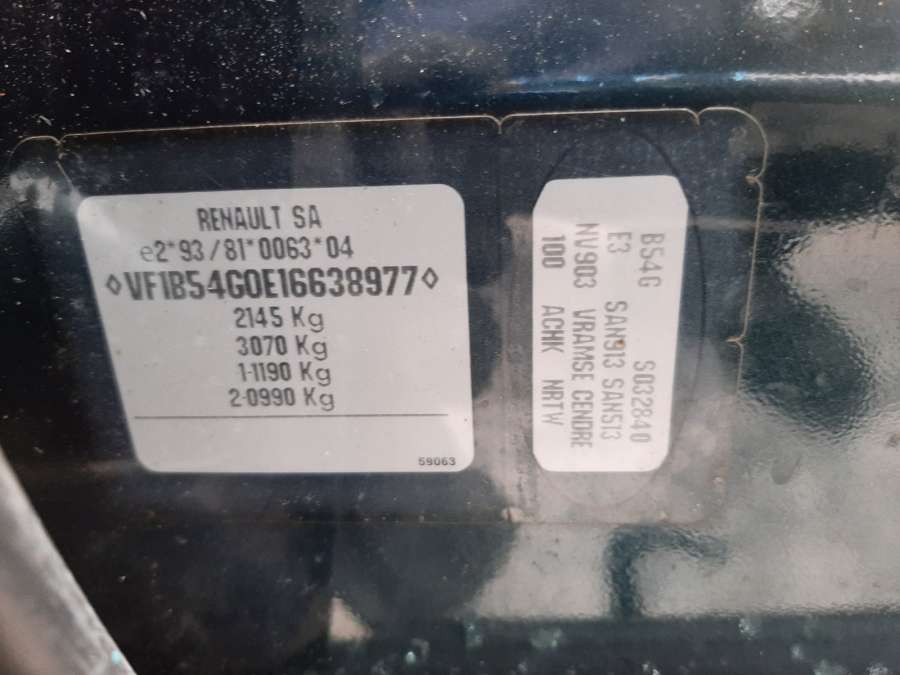 RENAULT SA
e2*93/81*0063*04
◊VF1B54G0E16638977◊
2145 Kg
3070 Kg
1-1190 Kg
2-0990 Kg
59063
B54G S032840
E3 SAN913 SAN513
NV903 VRAMSE CENDRE
100 ACHK NRTW